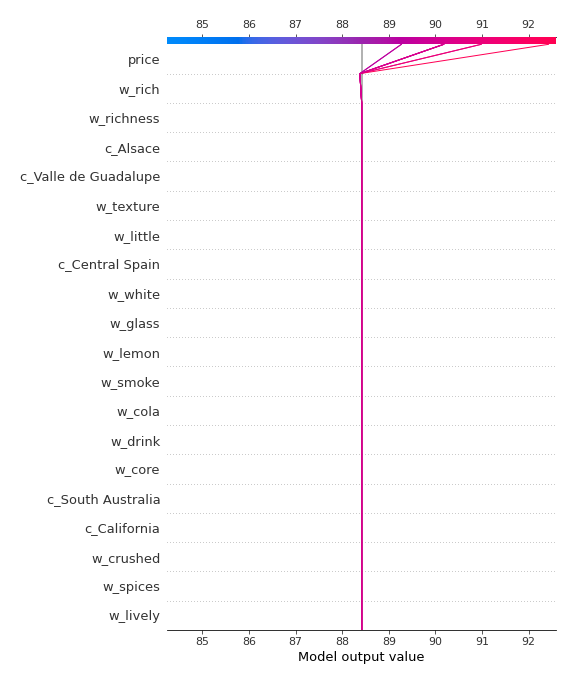 85 86 87 88 89 90 91 92
price
w_rich
w_richness
c_Alsace
c_Valle de Guadalupe
w_texture
w_little
c_Central Spain
w_white
w_glass
w_lemon
w_smoke
w_cola
w_drink
w_core
c_South Australia
c_California
w_crushed
w_spices
w_lively
85 86 87 88 89 90 91 92
Model output value